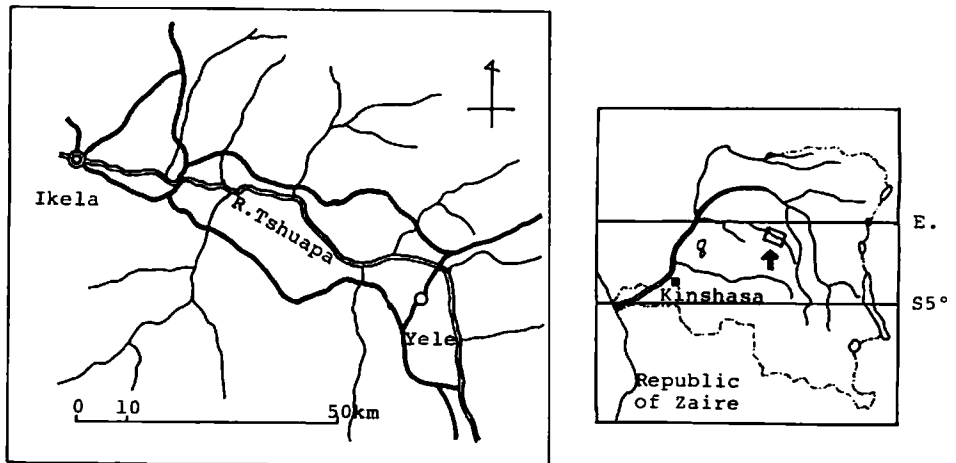 Ikela
R.Tshuapa
Yele
0 10 50km
E.
Kinshasa
S5°
Republic
of Zaire